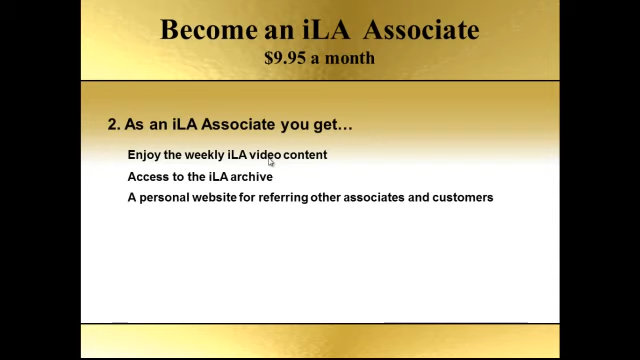 Become an iLA Associate
$9.95 a month
2. As an iLA Associate you get…
Enjoy the weekly iLA video content
Access to the iLA archive
A personal website for referring other associates and customers